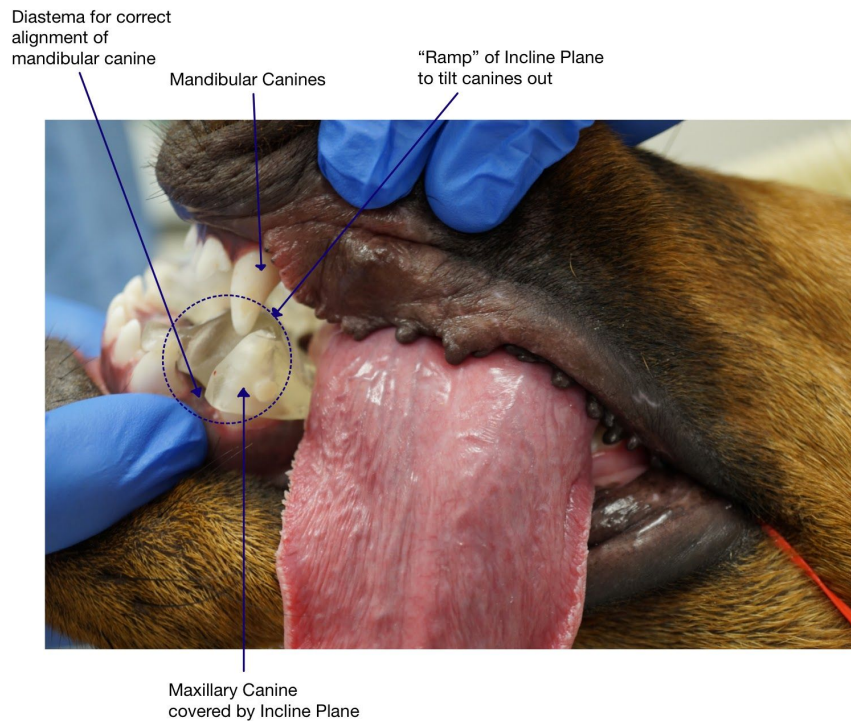 Diastema for correct
alignment of
mandibular canine
Mandibular Canines
“Ramp” of Incline Plane
to tilt canines out
Maxillary Canine
covered by Incline Plane